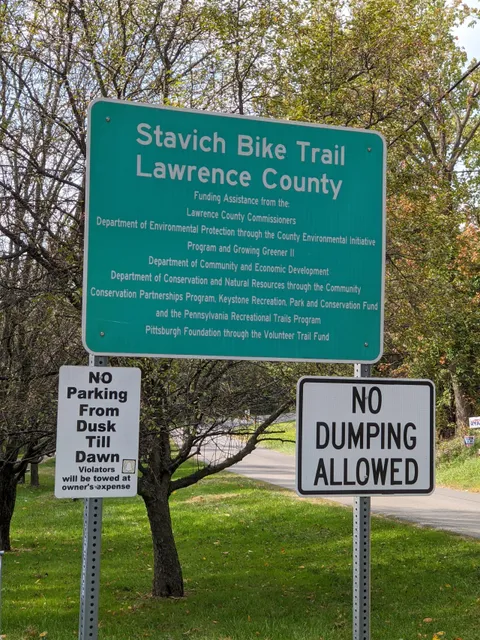 Stavich Bike Trail
Lawrence County
Funding Assistance from the:
Lawrence County Commissioners
Department of Environmental Protection through the County Environmental Initiative
Program and Growing Greener II
Department of Community and Economic Development
Department of Conservation and Natural Resources through the Community
Conservation Partnerships Program, Keystone Recreation, Park and Conservation Fund
and the Pennsylvania Recreational Trails Program
Pittsburgh Foundation through the Volunteer Trail Fund
NO
Parking
From
Dusk
Till
Dawn
Violators
will be towed at
owner's expense
NO
DUMPING
ALLOWED